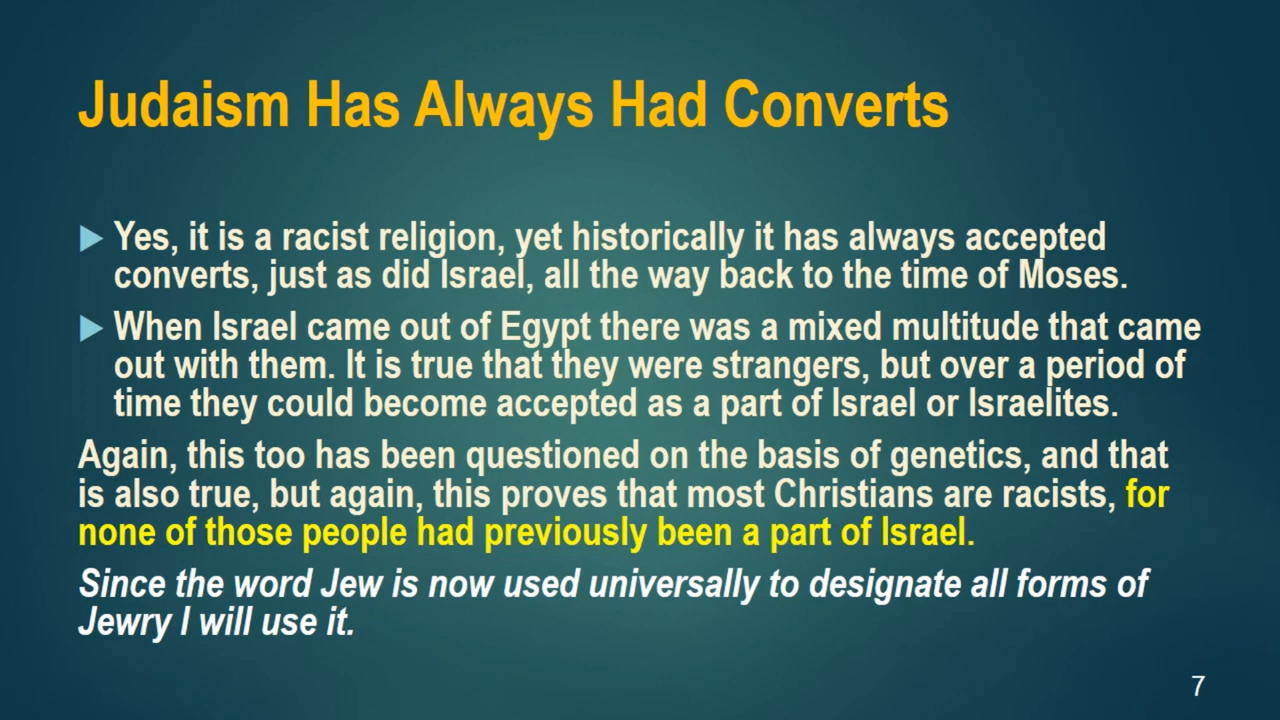 Judaism Has Always Had Converts
Yes, it is a racist religion, yet historically it has always accepted
converts, just as did Israel, all the way back to the time of Moses.
When Israel came out of Egypt there was a mixed multitude that came
out with them. It is true that they were strangers, but over a period of
time they could become accepted as a part of Israel or Israelites.
Again, this too has been questioned on the basis of genetics, and that
is also true, but again, this proves that most Christians are racists, for
none of those people had previously been a part of Israel.
Since the word Jew is now used universally to designate all forms of
Jewry I will use it.
7